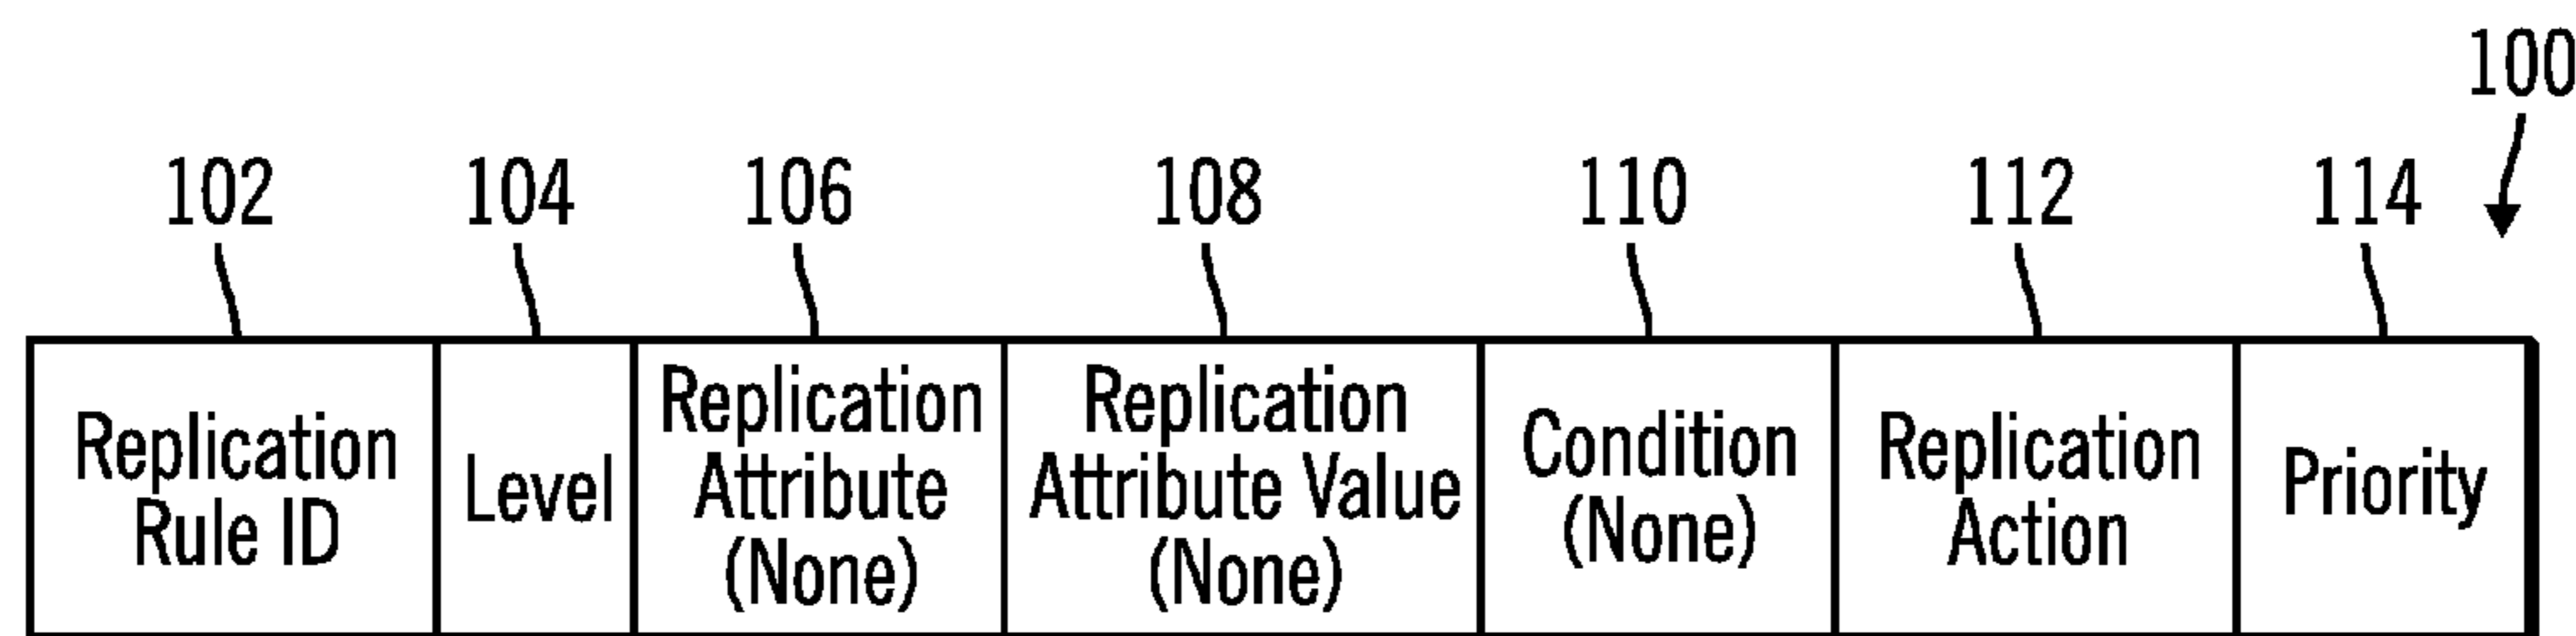 100
102 104 106 108 110 112 114
Replication
Rule ID
Level
Replication
Attribute
(None)
Replication
Attribute Value
(None)
Condition
(None)
Replication
Action
Priority